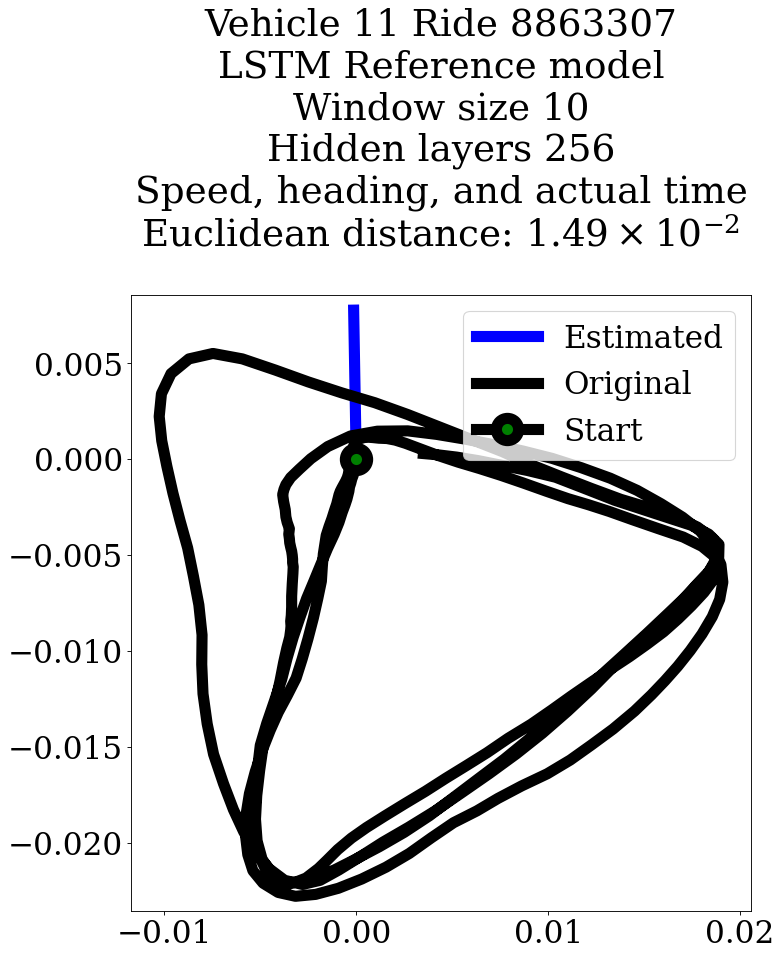 Vehicle 11 Ride 8863307
LSTM Reference model
Window size 10
Hidden layers 256
Speed, heading, and actual time
Euclidean distance: 1.49 × 10⁻²
Estimated
Original
Start
0.005
0.000
−0.005
−0.010
−0.015
−0.020
−0.01 0.00 0.01 0.02